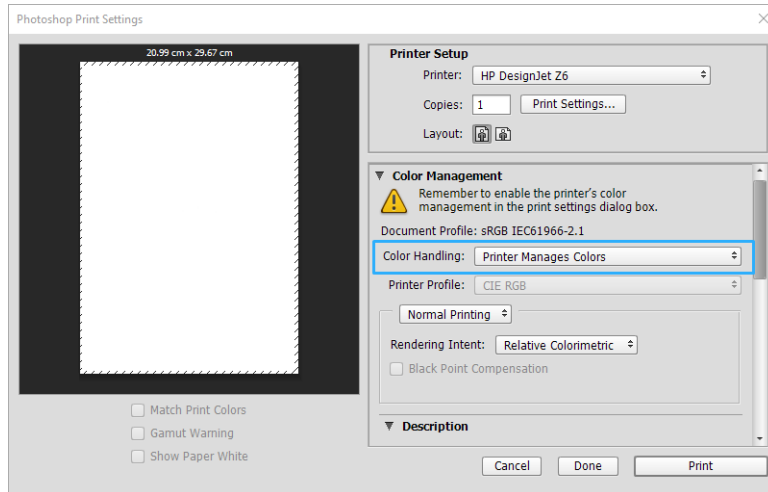 Photoshop Print Settings
20.99 cm x 29.67 cm
Printer Setup
Printer: HP DesignJet Z6
Copies: 1 Print Settings...
Layout:
Color Management
Remember to enable the printer's color
management in the print settings dialog box.
Document Profile: sRGB IEC61966-2.1
Color Handling: Printer Manages Colors
Printer Profile: CIE RGB
Normal Printing
Rendering Intent: Relative Colorimetric
Black Point Compensation
Description
Match Print Colors
Gamut Warning
Show Paper White
Cancel Done Print